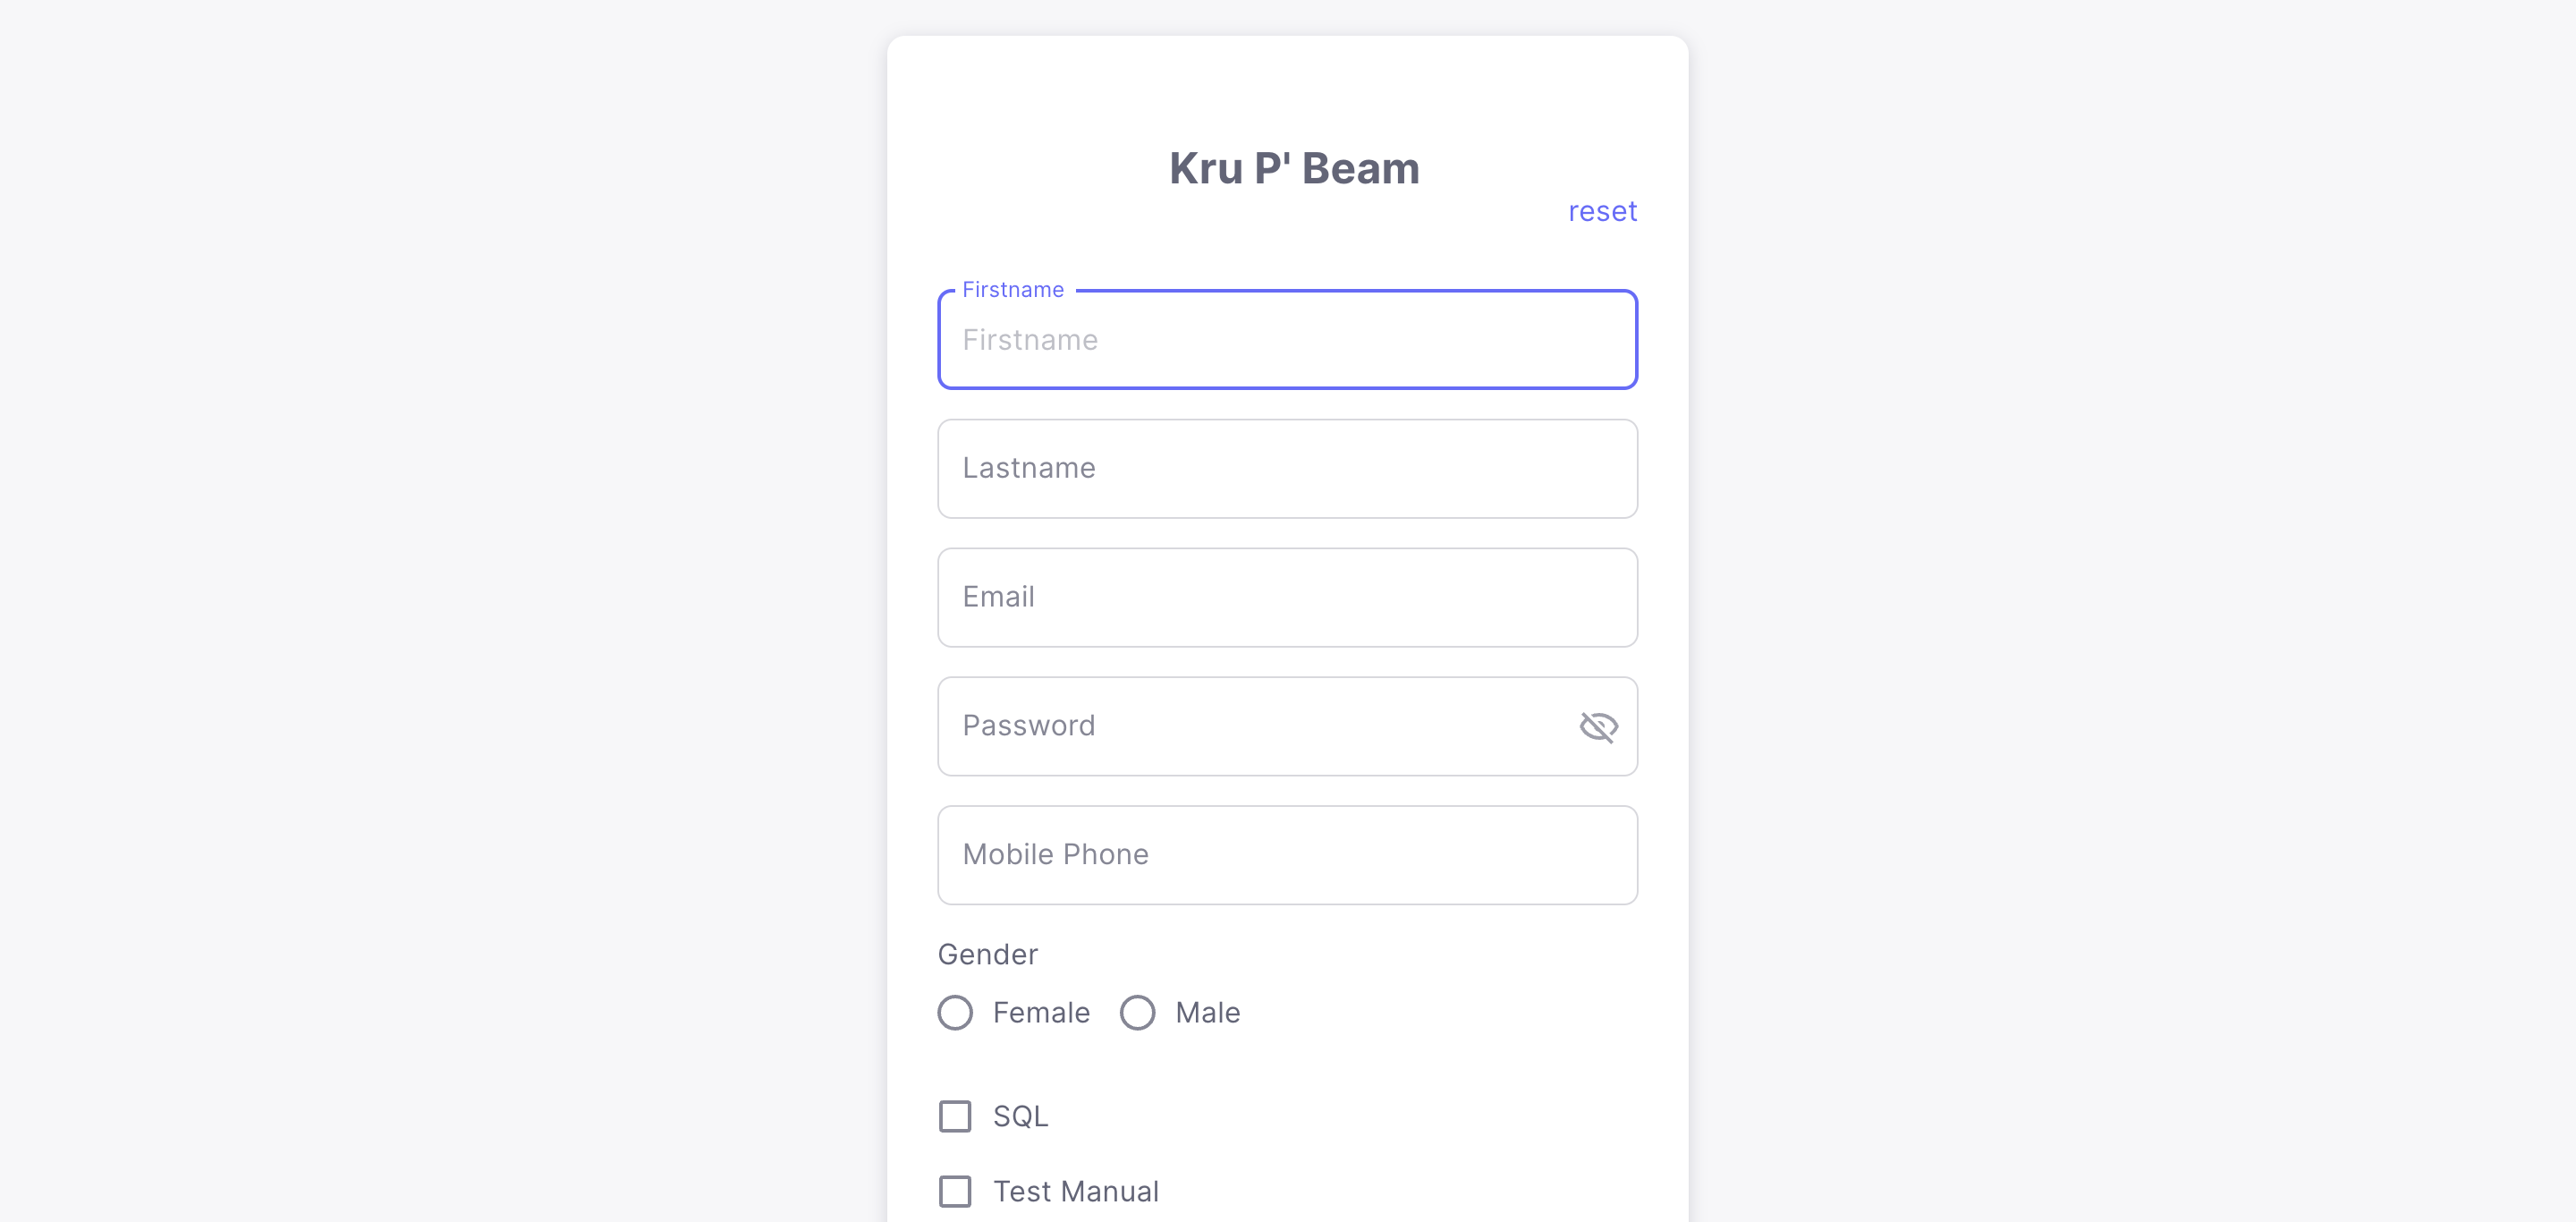 Kru P' Beam
reset
Firstname
Firstname
Lastname
Email
Password
Mobile Phone
Gender
Female Male
SQL
Test Manual